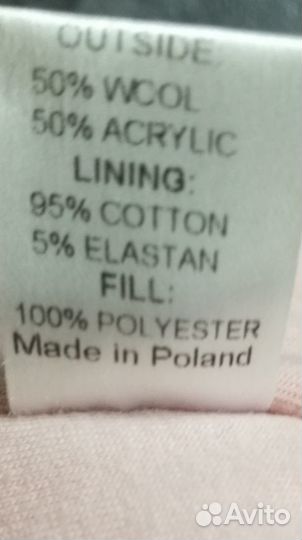 OUTSIDE:
50% WOOL
50% ACRYLIC
LINING:
95% COTTON
5% ELASTAN
FILL:
100% POLYESTER
Made in Poland
Avito